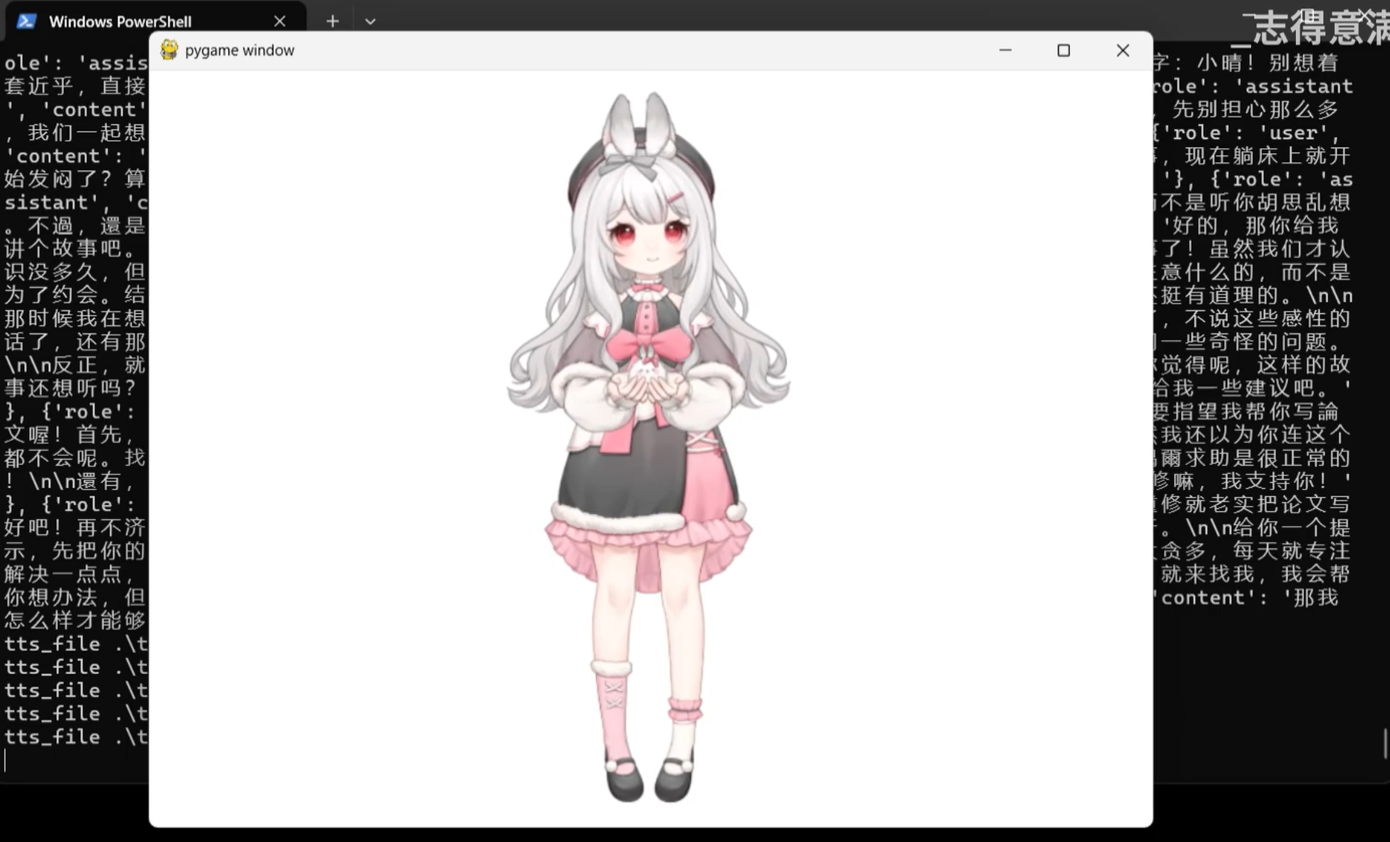 Windows PowerShell
_志得意满
pygame window
ole': 'assis
套近乎，直接
', 'content'
，我们一起想
'content': '
始发闷了？算
sistant', 'c
。不過，還是
讲个故事吧。
识没多久，但
为了约会。结
那时候我在想
话了，还有那
\n\n反正，就
事还想听吗？
}, {'role':
文喔！首先，
都不会呢。找
！\n\n還有，
}, {'role':
好吧！再不济
示，先把你的
解决一点点，
你想办法，但
怎么样才能够
tts_file .\t
tts_file .\t
tts_file .\t
tts_file .\t
tts_file .\t
字：小晴！别想着
role': 'assistant
，先别担心那么多
{'role': 'user',
，现在躺床上就开
'}, {'role': 'as
而不是听你胡思乱想
'好的，那你给我
了！虽然我们才认
意什么的，而不是
挺有道理的。\n\n
，不说这些感性的
一些奇怪的问题。
觉得呢，这样的故
给我一些建议吧。'
要指望我帮你写論
我还以为你连这个
爾求助是很正常的
修嘛，我支持你！'
修就老实把论文写
。\n\n给你一个提
贪多，每天就专注
就来找我，我会帮
'content': '那我